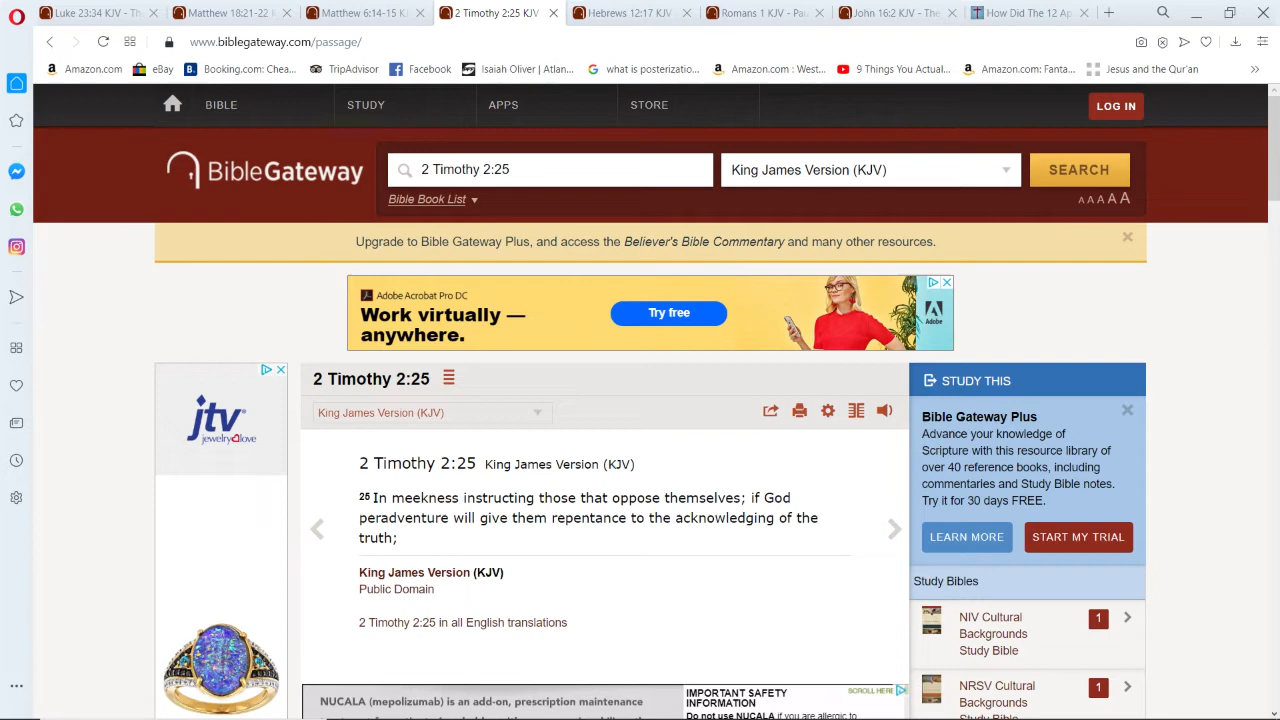 Luke 23:34 KJV - Th
Matthew 18:21-22 K
Matthew 6:14-15 KJ
2 Timothy 2:25 KJV
Hebrews 12:17 KJV
Romans 1 KJV - Pau
John 16:2 KJV - The
How Did The 12 Ap
www.biblegateway.com/passage/
Amazon.com
eBay
Booking.com: Chea...
TripAdvisor
Facebook
Isaiah Oliver | Atlan...
what is posterizatio...
Amazon.com : West...
9 Things You Actual...
Amazon.com: Fanta...
Jesus and the Qur'an
BIBLE
STUDY
APPS
STORE
LOG IN
BibleGateway
2 Timothy 2:25
King James Version (KJV)
SEARCH
Bible Book List
A A A A A
Upgrade to Bible Gateway Plus, and access the Believer's Bible Commentary and many other resources.
Adobe Acrobat Pro DC
Work virtually —
anywhere.
Try free
Adobe
jtv
jewelry love
2 Timothy 2:25
King James Version (KJV)
2 Timothy 2:25 King James Version (KJV)
25 In meekness instructing those that oppose themselves; if God
peradventure will give them repentance to the acknowledging of the
truth;
King James Version (KJV)
Public Domain
2 Timothy 2:25 in all English translations
STUDY THIS
Bible Gateway Plus
Advance your knowledge of
Scripture with this resource library of
over 40 reference books, including
commentaries and Study Bible notes.
Try it for 30 days FREE.
LEARN MORE
START MY TRIAL
Study Bibles
NIV Cultural
Backgrounds
Study Bible
1
NRSV Cultural
Backgrounds
1
NUCALA (mepolizumab) is an add-on, prescription maintenance
IMPORTANT SAFETY
INFORMATION
SCROLL HERE
Do not use NUCALA if you are allergic to